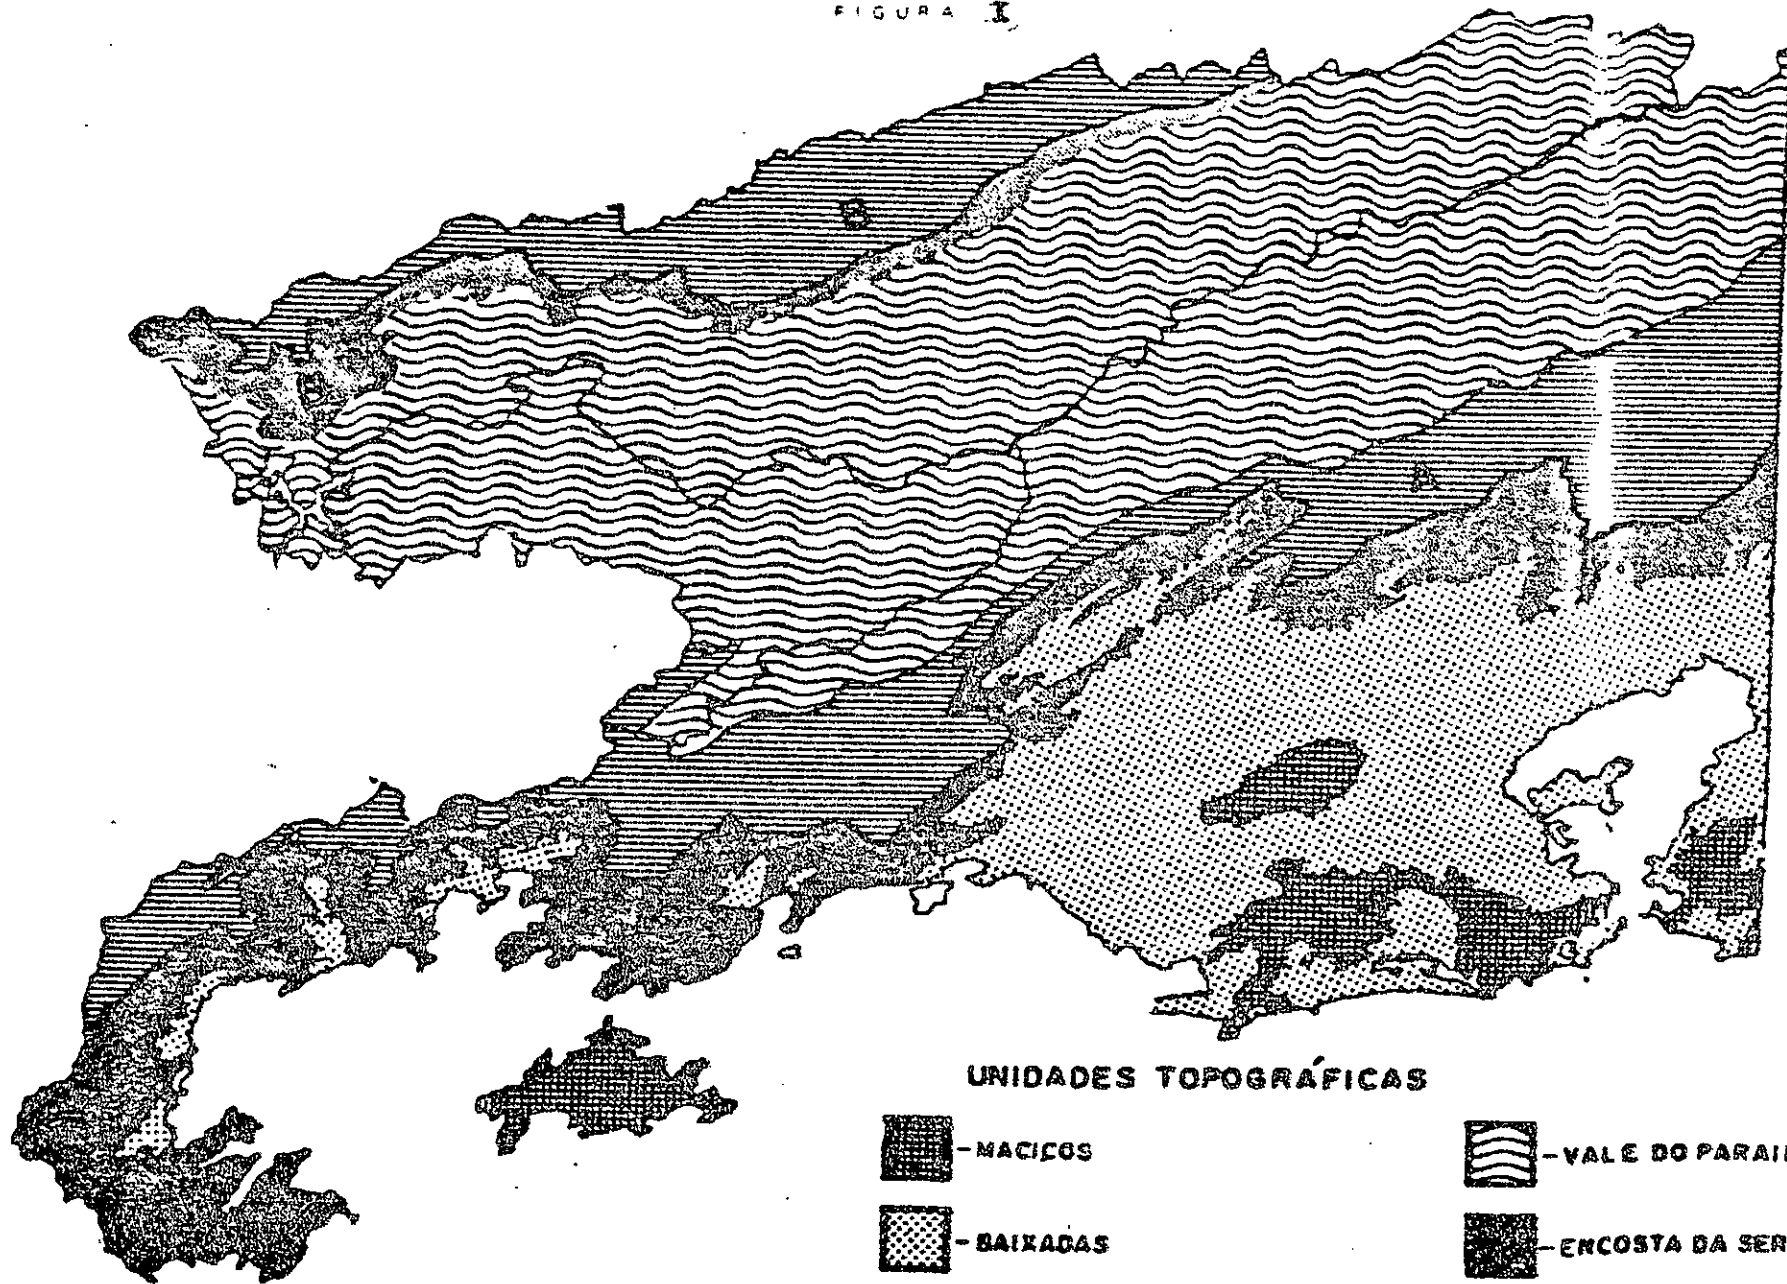 FIGURA I
B
B
A
UNIDADES TOPOGRÁFICAS
-MACIÇOS
-VALE DO PARAI
-BAIXADAS
-ENCOSTA DA SER